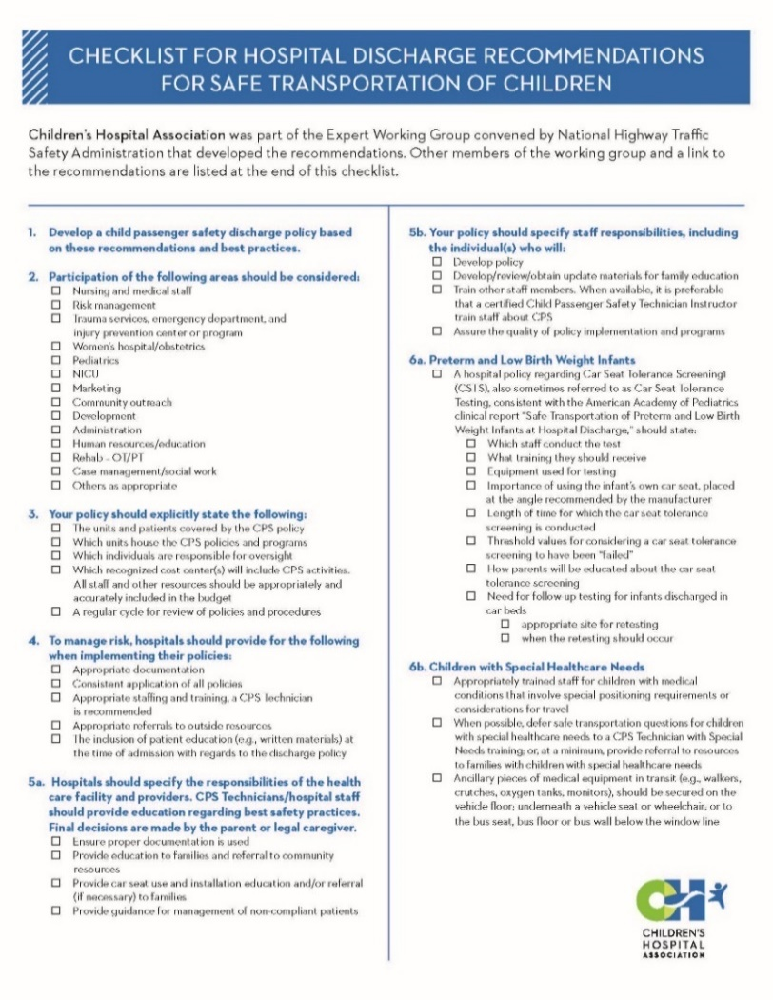 CHECKLIST FOR HOSPITAL DISCHARGE RECOMMENDATIONS
FOR SAFE TRANSPORTATION OF CHILDREN
Children's Hospital Association was part of the Expert Working Group convened by National Highway Traffic
Safety Administration that developed the recommendations. Other members of the working group and a link to
the recommendations are listed at the end of this checklist.
1. Develop a child passenger safety discharge policy based
on these recommendations and best practices.
2. Participation of the following areas should be considered:
☐ Nursing and medical staff
☐ Risk management
☐ Trauma services, emergency department, and
injury prevention center or program
☐ Women's hospital/obstetrics
☐ Pediatrics
☐ NICU
☐ Marketing
☐ Community outreach
☐ Development
☐ Administration
☐ Human resources/education
☐ Rehab - OT/PT
☐ Case management/social work
☐ Others as appropriate
3. Your policy should explicitly state the following:
☐ The units and patients covered by the CPS policy
☐ Which units house the CPS policies and programs
☐ Which individuals are responsible for oversight
☐ Which recognized cost center(s) will include CPS activities.
All staff and other resources should be appropriately and
accurately included in the budget
☐ A regular cycle for review of policies and procedures
4. To manage risk, hospitals should provide for the following
when implementing their policies:
☐ Appropriate documentation
☐ Consistent application of all policies
☐ Appropriate staffing and training, a CPS Technician
is recommended
☐ Appropriate referrals to outside resources
☐ The inclusion of patient education (e.g., written materials) at
the time of admission with regards to the discharge policy
5a. Hospitals should specify the responsibilities of the health
care facility and providers. CPS Technicians/hospital staff
should provide education regarding best safety practices.
Final decisions are made by the parent or legal caregiver.
☐ Ensure proper documentation is used
☐ Provide education to families and referral to community
resources
☐ Provide car seat use and installation education and/or referral
(if necessary) to families
☐ Provide guidance for management of non-compliant patients
5b. Your policy should specify staff responsibilities, including
the individual(s) who will:
☐ Develop policy
☐ Develop/review/obtain update materials for family education
☐ Train other staff members. When available, it is preferable
that a certified Child Passenger Safety Technician Instructor
train staff about CPS
☐ Assure the quality of policy implementation and programs
6a. Preterm and Low Birth Weight Infants
☐ A hospital policy regarding Car Seat Tolerance Screening1
(CSTS), also sometimes referred to as Car Seat Tolerance
Testing, consistent with the American Academy of Pediatrics
clinical report "Safe Transportation of Preterm and Low Birth
Weight Infants at Hospital Discharge," should state:
☐ Which staff conduct the test
☐ What training they should receive
☐ Equipment used for testing
☐ Importance of using the infant's own car seat, placed
at the angle recommended by the manufacturer
☐ Length of time for which the car seat tolerance
screening is conducted
☐ Threshold values for considering a car seat tolerance
screening to have been "failed"
☐ How parents will be educated about the car seat
tolerance screening
☐ Need for follow up testing for infants discharged in
car beds
☐ appropriate site for retesting
☐ when the retesting should occur
6b. Children with Special Healthcare Needs
☐ Appropriately trained staff for children with medical
conditions that involve special positioning requirements or
considerations for travel
☐ When possible, defer safe transportation questions for children
with special healthcare needs to a CPS Technician with Special
Needs training; or, at a minimum, provide referral to resources
to families with children with special healthcare needs
☐ Ancillary pieces of medical equipment in transit (e.g., walkers,
crutches, oxygen tanks, monitors), should be secured on the
vehicle floor; underneath a vehicle seat or wheelchair, or to
the bus seat, bus floor or bus wall below the window line
CH
CHILDREN'S
HOSPITAL
ASSOCIATION